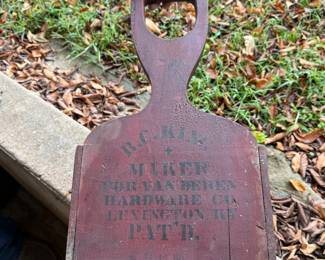 R.C. KING
+
MAKER
FOR VAN DEREN
HARDWARE CO.
LEXINGTON KY
PAT'D.